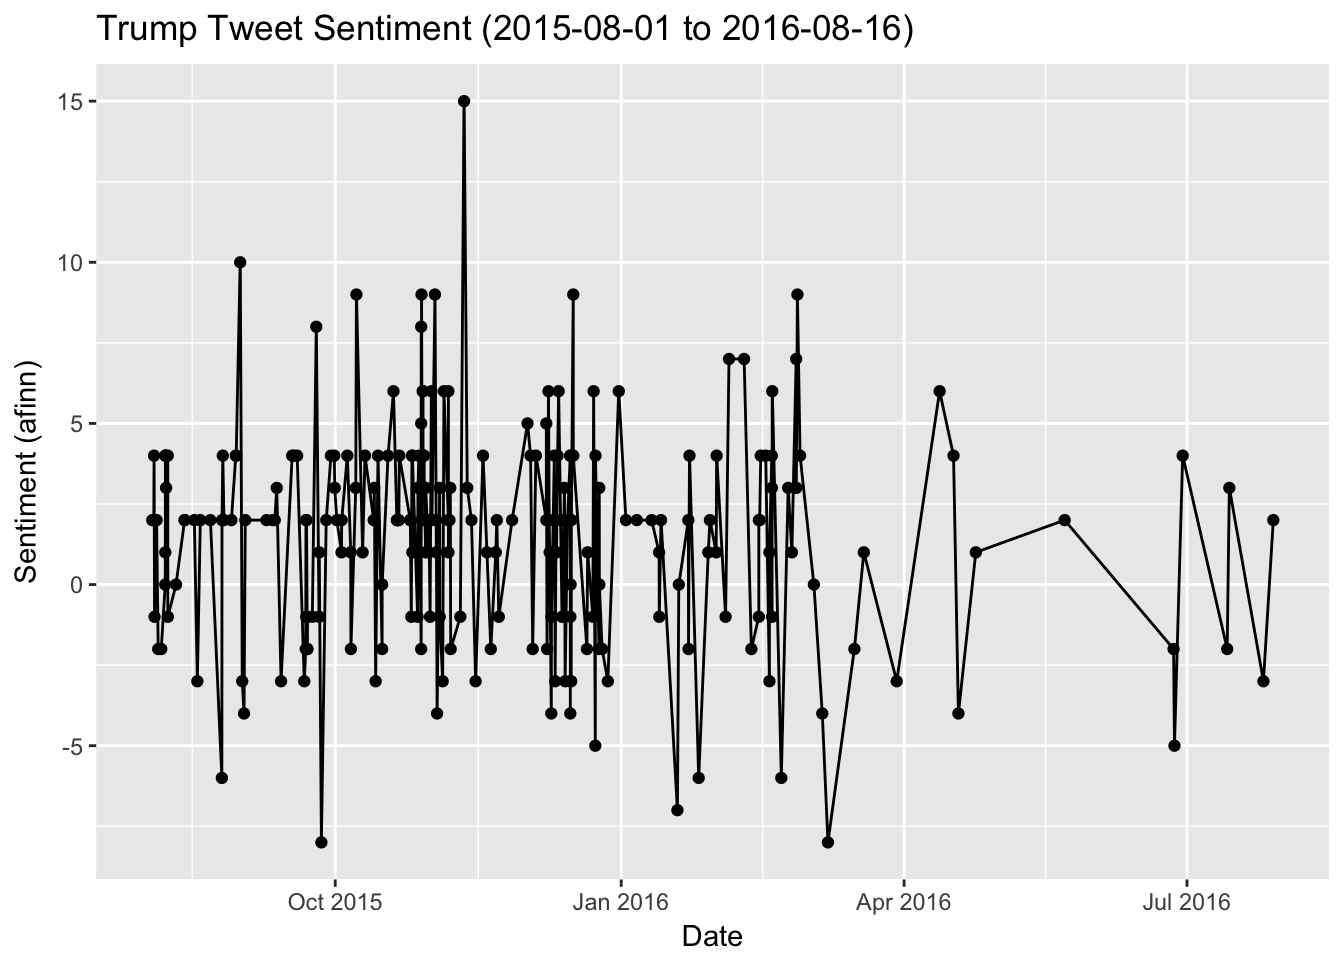 Trump Tweet Sentiment (2015-08-01 to 2016-08-16)
15
10
5
0
-5
Sentiment (afinn)
Oct 2015
Jan 2016
Apr 2016
Jul 2016
Date